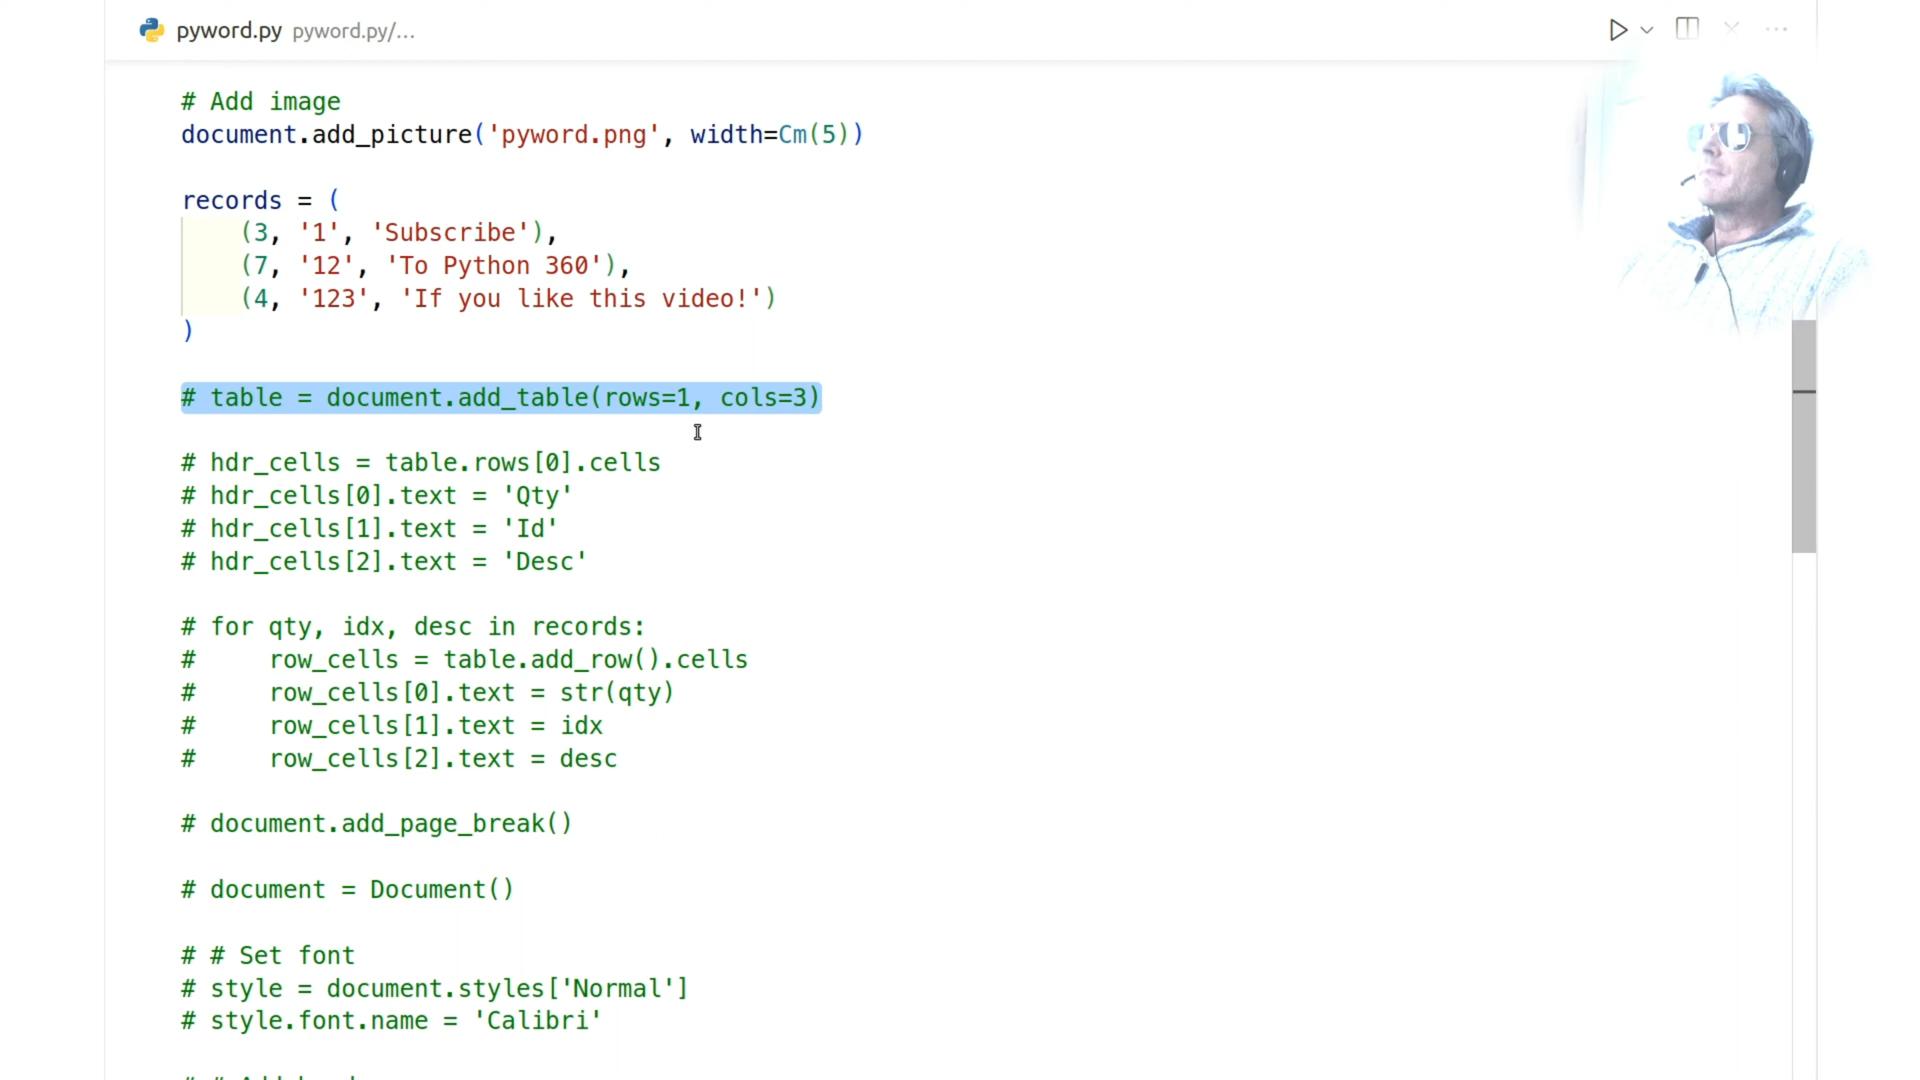 pyword.py pyword.py/...
# Add image
document.add_picture('pyword.png', width=Cm(5))
records = (
    (3, '1', 'Subscribe'),
    (7, '12', 'To Python 360'),
    (4, '123', 'If you like this video!')
)
# table = document.add_table(rows=1, cols=3)
# hdr_cells = table.rows[0].cells
# hdr_cells[0].text = 'Qty'
# hdr_cells[1].text = 'Id'
# hdr_cells[2].text = 'Desc'
# for qty, idx, desc in records:
#     row_cells = table.add_row().cells
#     row_cells[0].text = str(qty)
#     row_cells[1].text = idx
#     row_cells[2].text = desc
# document.add_page_break()
# document = Document()
# # Set font
# style = document.styles['Normal']
# style.font.name = 'Calibri'